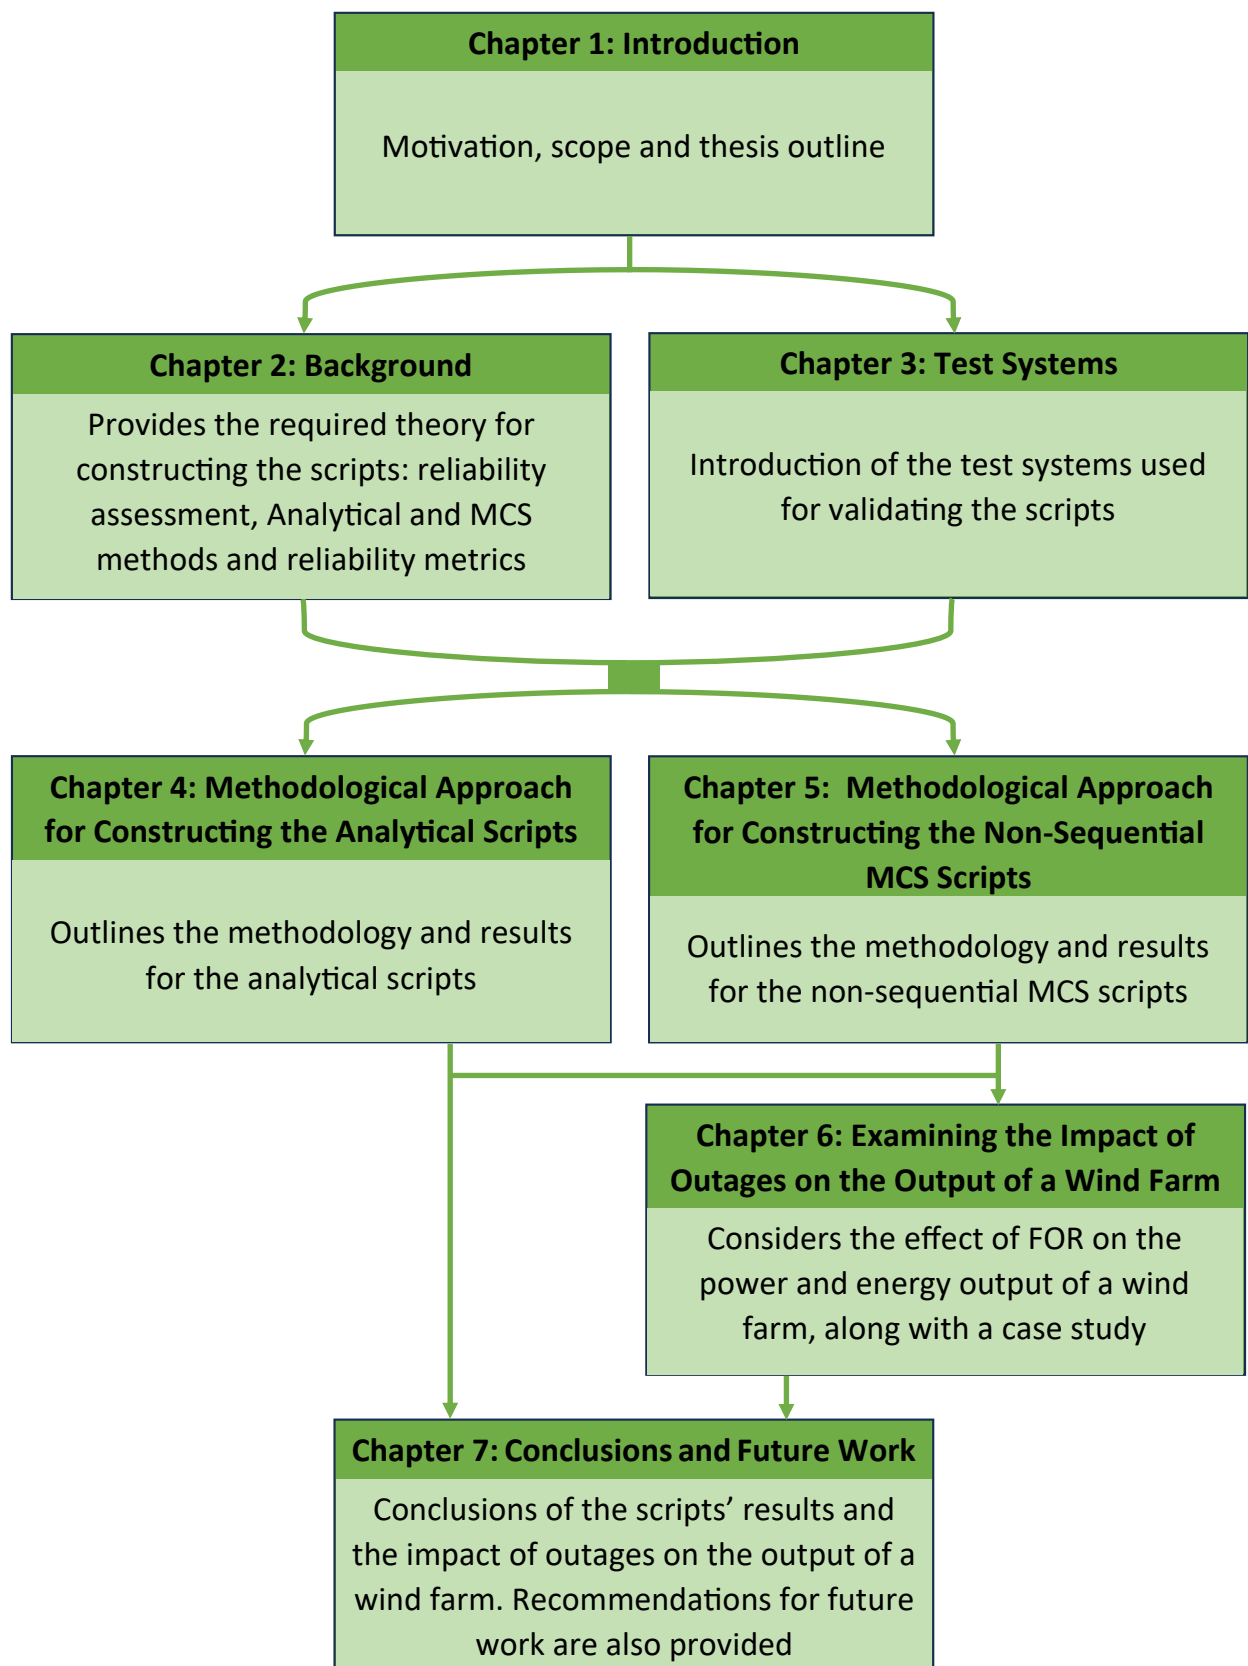 Chapter 1: Introduction
Motivation, scope and thesis outline
Chapter 2: Background
Provides the required theory for
constructing the scripts: reliability
assessment, Analytical and MCS
methods and reliability metrics
Chapter 3: Test Systems
Introduction of the test systems used
for validating the scripts
Chapter 4: Methodological Approach
for Constructing the Analytical Scripts
Outlines the methodology and results
for the analytical scripts
Chapter 5: Methodological Approach
for Constructing the Non-Sequential
MCS Scripts
Outlines the methodology and results
for the non-sequential MCS scripts
Chapter 6: Examining the Impact of
Outages on the Output of a Wind Farm
Considers the effect of FOR on the
power and energy output of a wind
farm, along with a case study
Chapter 7: Conclusions and Future Work
Conclusions of the scripts’ results and
the impact of outages on the output of a
wind farm. Recommendations for future
work are also provided